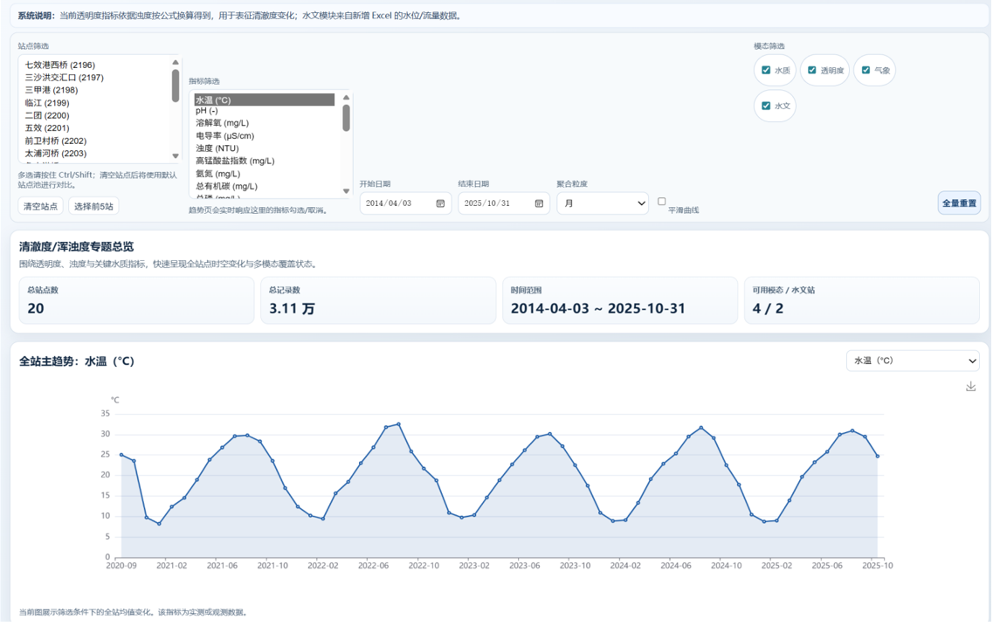 系统说明：当前透明度指标依据浊度按公式换算得到，用于表征清澈度变化；水文模块来自新增 Excel 的水位/流量数据。
站点筛选
七效港西桥 (2196)
三沙洪交汇口 (2197)
三甲港 (2198)
临江 (2199)
二团 (2200)
五效 (2201)
前卫村桥 (2202)
太浦河桥 (2203)
多选请按住 Ctrl/Shift；清空站点后将使用默认
站点池进行对比。
清空站点
选择前5站
指标筛选
水温 (°C)
pH (-)
溶解氧 (mg/L)
电导率 (μS/cm)
浊度 (NTU)
高锰酸盐指数 (mg/L)
氨氮 (mg/L)
总有机碳 (mg/L)
总磷 (mg/L)
趋势页会实时响应这里的指标勾选/取消。
开始日期
2014/04/03
结束日期
2025/10/31
聚合粒度
月
平滑曲线
模态筛选
水质
透明度
气象
水文
全量重置
清澈度/浑浊度专题总览
围绕透明度、浊度与关键水质指标，快速呈现全站点时空变化与多模态覆盖状态。
总站点数
20
总记录数
3.11 万
时间范围
2014-04-03 ~ 2025-10-31
可用模态 / 水文站
4 / 2
全站主趋势：水温（°C）
水温（°C）
°C
35
30
25
20
15
10
5
0
2020-09
2021-02
2021-06
2021-10
2022-02
2022-06
2022-10
2023-02
2023-06
2023-10
2024-02
2024-06
2024-10
2025-02
2025-06
2025-10
当前图展示筛选条件下的全站均值变化。该指标为实测或观测数据。